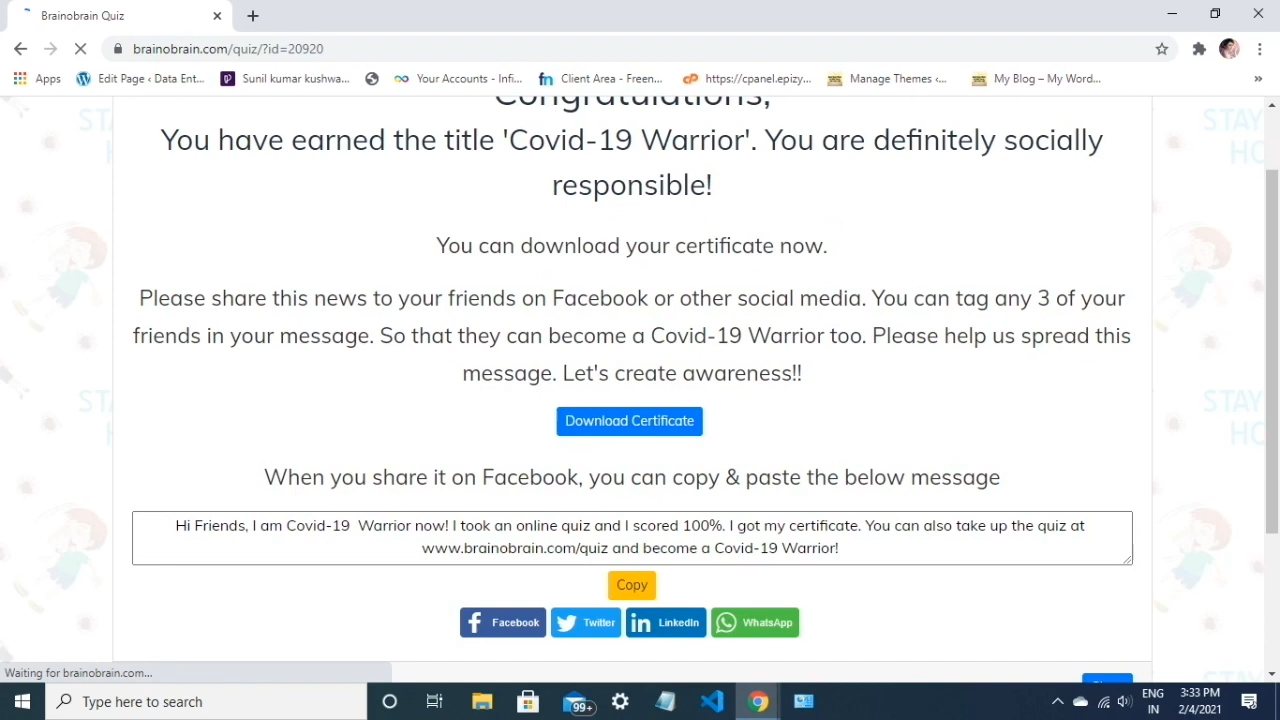 Brainobrain Quiz
brainobrain.com/quiz/?id=20920
Apps
Edit Page ‹ Data Ent...
Sunil kumar kushwa...
Your Accounts - Infi...
Client Area - Freen...
https://cpanel.epizy...
Manage Themes ‹...
My Blog – My Word...
Congratulations,
You have earned the title 'Covid-19 Warrior'. You are definitely socially
responsible!
You can download your certificate now.
Please share this news to your friends on Facebook or other social media. You can tag any 3 of your
friends in your message. So that they can become a Covid-19 Warrior too. Please help us spread this
message. Let's create awareness!!
Download Certificate
When you share it on Facebook, you can copy & paste the below message
Hi Friends, I am Covid-19 Warrior now! I took an online quiz and I scored 100%. I got my certificate. You can also take up the quiz at
www.brainobrain.com/quiz and become a Covid-19 Warrior!
Copy
Facebook
Twitter
LinkedIn
WhatsApp
STAY
HO
STAY
HO
Waiting for brainobrain.com...
Type here to search
99+
ENG
IN
3:33 PM
2/4/2021